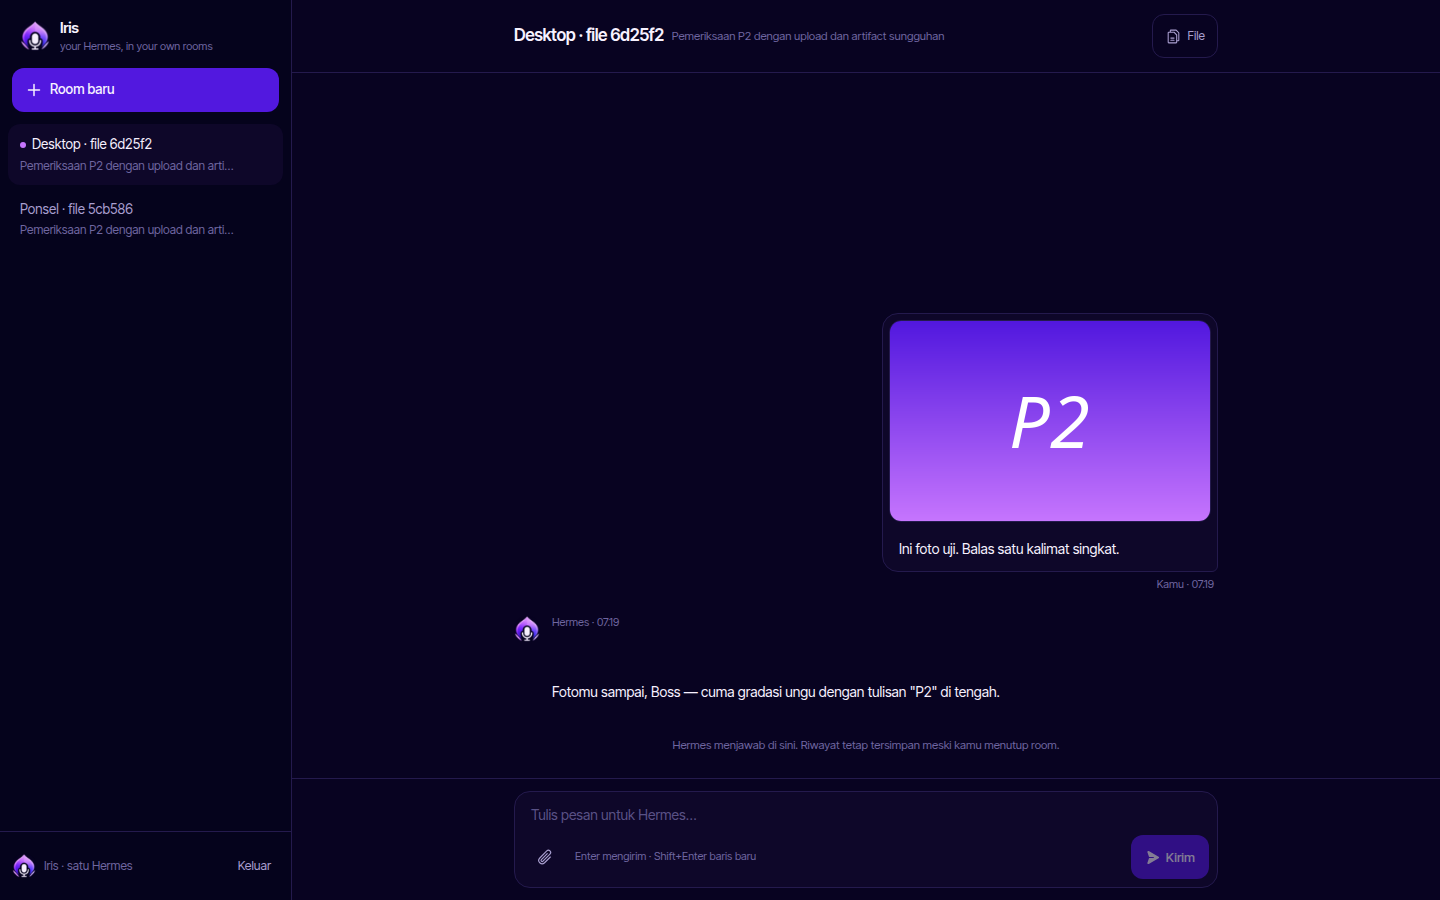 Iris
your Hermes, in your own rooms
Room baru
Desktop · file 6d25f2
Pemeriksaan P2 dengan upload dan arti...
Ponsel · file 5cb586
Pemeriksaan P2 dengan upload dan arti...
Iris · satu Hermes
Keluar
Desktop · file 6d25f2 Pemeriksaan P2 dengan upload dan artifact sungguhan
File
P2
Ini foto uji. Balas satu kalimat singkat.
Kamu · 07.19
Hermes · 07.19
Fotomu sampai, Boss — cuma gradasi ungu dengan tulisan "P2" di tengah.
Hermes menjawab di sini. Riwayat tetap tersimpan meski kamu menutup room.
Tulis pesan untuk Hermes...
Enter mengirim · Shift+Enter baris baru
Kirim